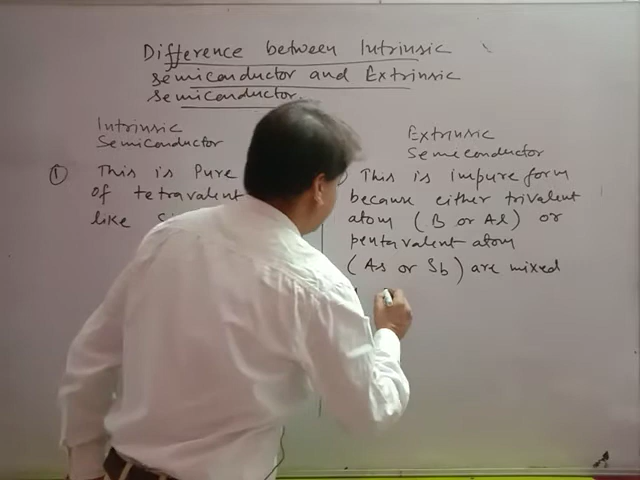 Difference between Intrinsic
semiconductor and Extrinsic
semiconductor.
Intrinsic
Semiconductor
Extrinsic
Semeconductor
① This is Pure
of tetravalent
like
This is impure form
because either trivalent
atom (B or Al) or
pentavalent atom
(As or Sb) are mixed